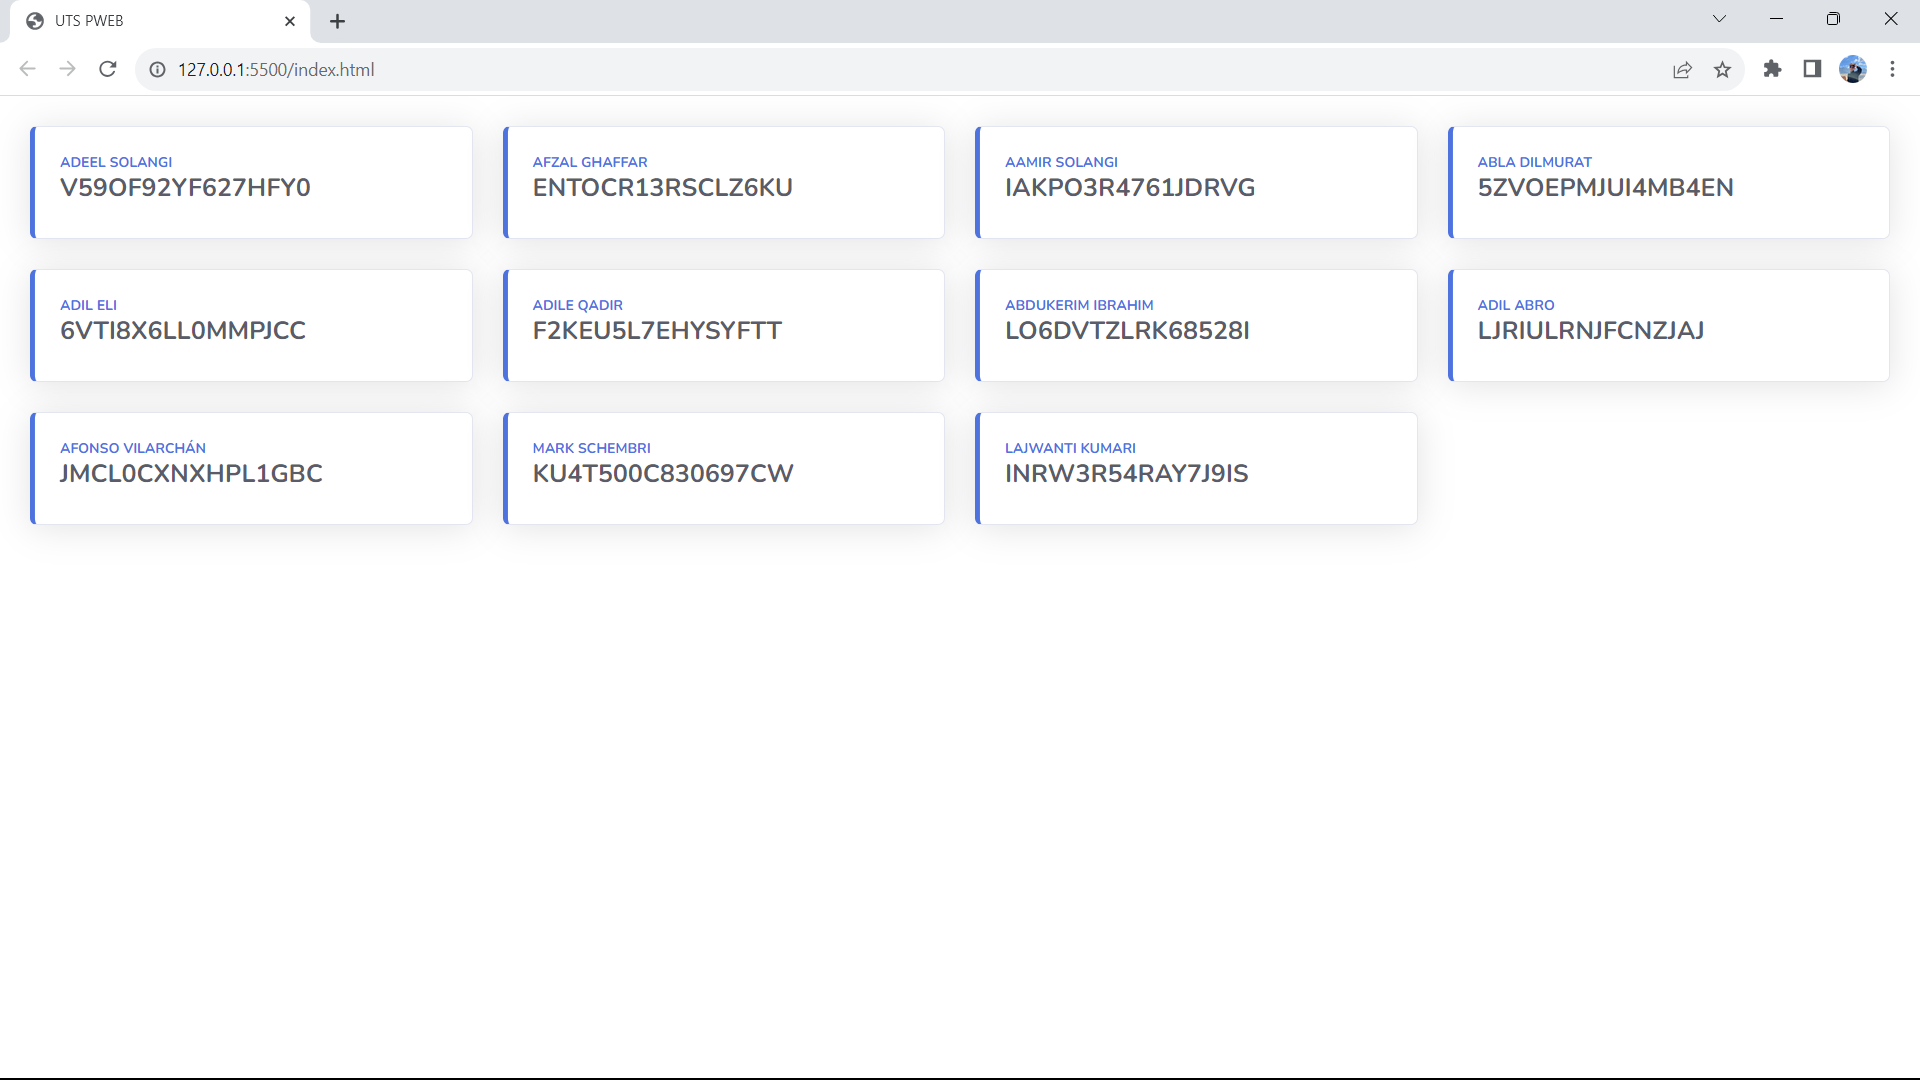 UTS PWEB
127.0.0.1:5500/index.html
ADEEL SOLANGI
V59OF92YF627HFY0
AFZAL GHAFFAR
ENTOCR13RSCLZ6KU
AAMIR SOLANGI
IAKPO3R4761JDRVG
ABLA DILMURAT
5ZVOEPMJUI4MB4EN
ADIL ELI
6VTI8X6LL0MMPJCC
ADILE QADIR
F2KEU5L7EHYSYFTT
ABDUKERIM IBRAHIM
LO6DVTZLRK68528I
ADIL ABRO
LJRIULRNJFCNZJAJ
AFONSO VILARCHÁN
JMCL0CXNXHPL1GBC
MARK SCHEMBRI
KU4T500C830697CW
LAJWANTI KUMARI
INRW3R54RAY7J9IS